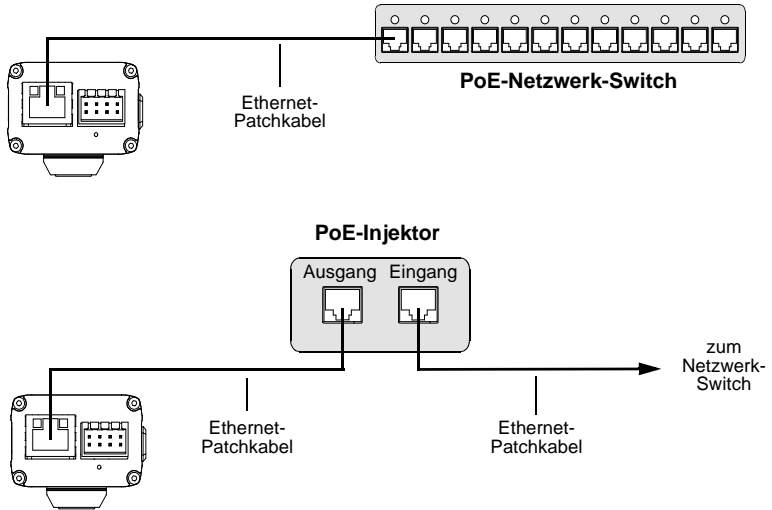 PoE-Netzwerk-Switch
Ethernet-
Patchkabel
PoE-Injektor
Ausgang Eingang
zum
Netzwerk-
Switch
Ethernet-
Patchkabel
Ethernet-
Patchkabel